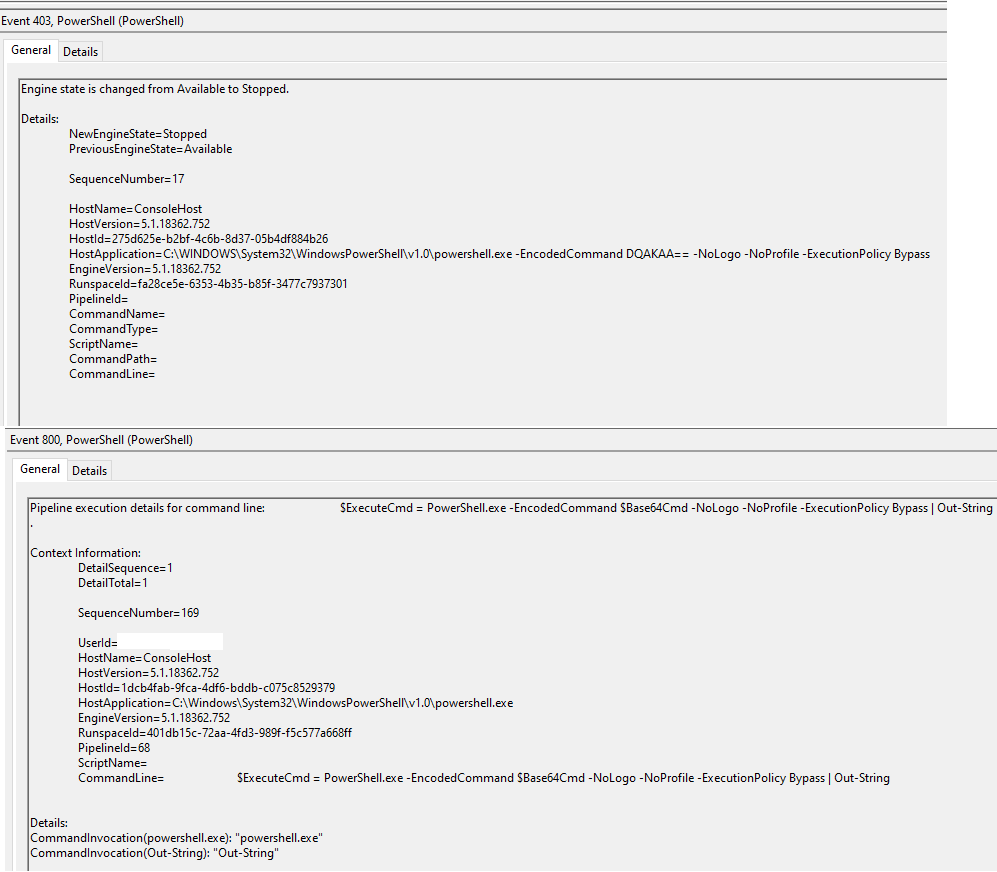 Event 403, PowerShell (PowerShell)
General Details
Engine state is changed from Available to Stopped.
Details:
NewEngineState=Stopped
PreviousEngineState=Available
SequenceNumber=17
HostName=ConsoleHost
HostVersion=5.1.18362.752
HostId=275d625e-b2bf-4c6b-8d37-05b4df884b26
HostApplication=C:\WINDOWS\System32\WindowsPowerShell\v1.0\powershell.exe -EncodedCommand DQAKAA== -NoLogo -NoProfile -ExecutionPolicy Bypass
EngineVersion=5.1.18362.752
RunspaceId=fa28ce5e-6353-4b35-b85f-3477c7937301
PipelineId=
CommandName=
CommandType=
ScriptName=
CommandPath=
CommandLine=
Event 800, PowerShell (PowerShell)
General Details
Pipeline execution details for command line: $ExecuteCmd = PowerShell.exe -EncodedCommand $Base64Cmd -NoLogo -NoProfile -ExecutionPolicy Bypass | Out-String
.
Context Information:
DetailSequence=1
DetailTotal=1
SequenceNumber=169
UserId=
HostName=ConsoleHost
HostVersion=5.1.18362.752
HostId=1dcb4fab-9fca-4df6-bddb-c075c8529379
HostApplication=C:\Windows\System32\WindowsPowerShell\v1.0\powershell.exe
EngineVersion=5.1.18362.752
RunspaceId=401db15c-72aa-4fd3-989f-f5c577a668ff
PipelineId=68
ScriptName=
CommandLine= $ExecuteCmd = PowerShell.exe -EncodedCommand $Base64Cmd -NoLogo -NoProfile -ExecutionPolicy Bypass | Out-String
Details:
CommandInvocation(powershell.exe): "powershell.exe"
CommandInvocation(Out-String): "Out-String"